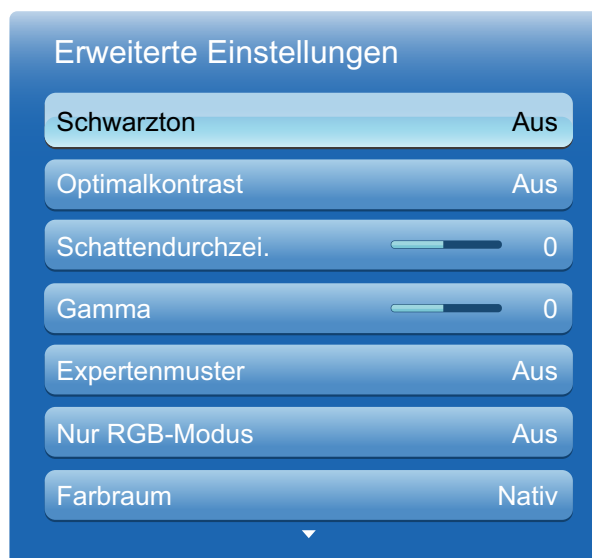 Erweiterte Einstellungen
Schwarzton Aus
Optimalkontrast Aus
Schattendurchzei. 0
Gamma 0
Expertenmuster Aus
Nur RGB-Modus Aus
Farbraum Nativ